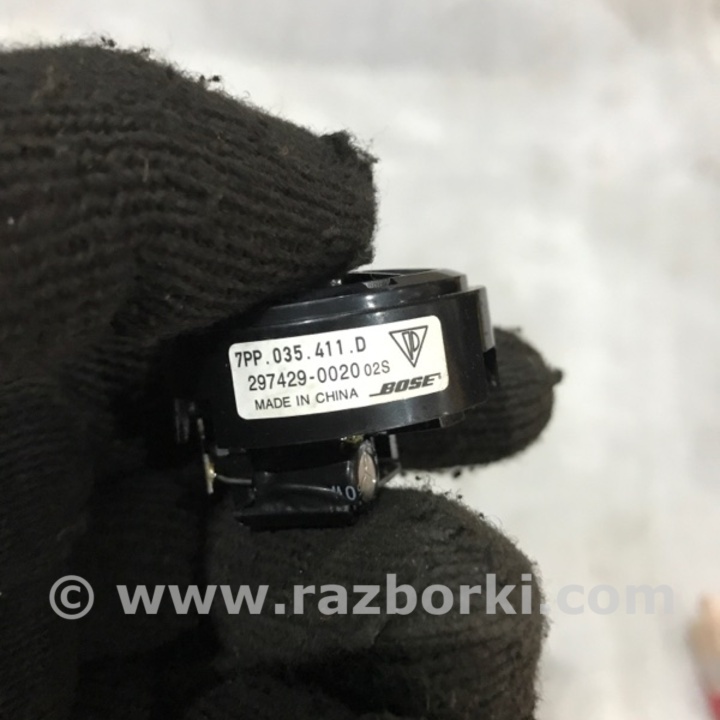 7PP.035.411.D
297429-0020 02S
MADE IN CHINA BOSE
© www.razborki.com